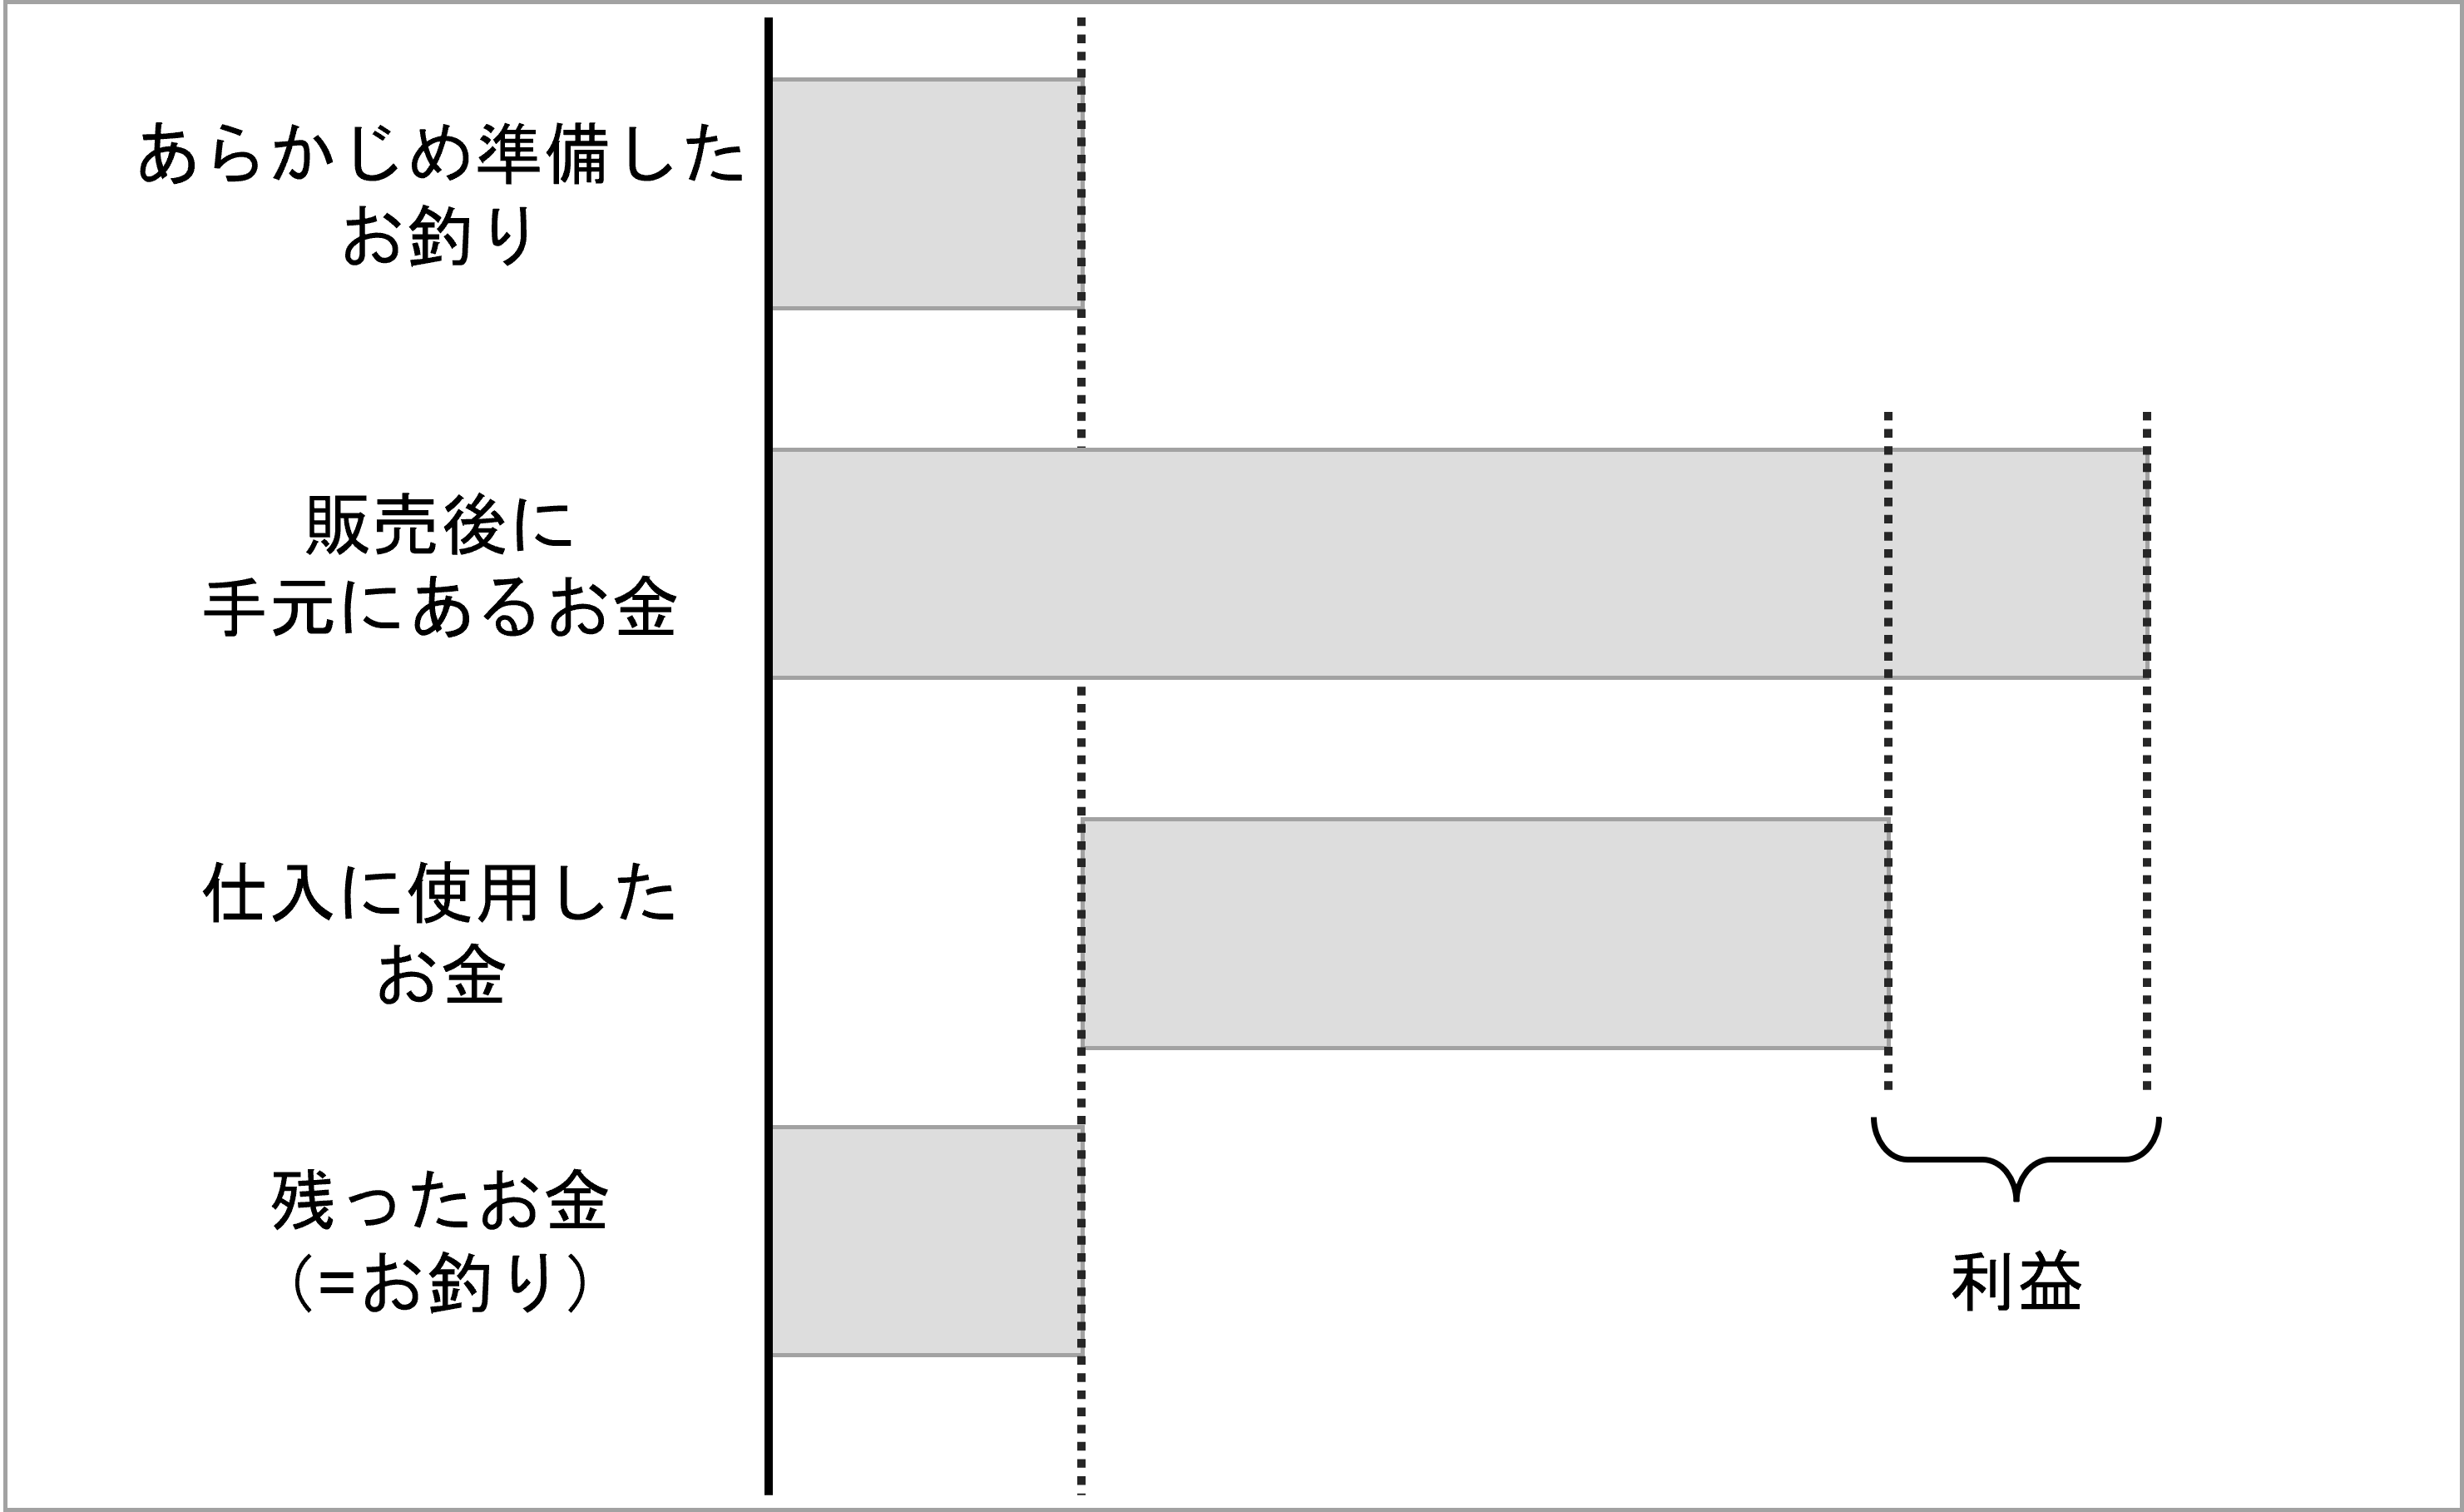 あらかじめ準備した
お釣り
販売後に
手元にあるお金
仕入に使用した
お金
残ったお金
（=お釣り）
利益